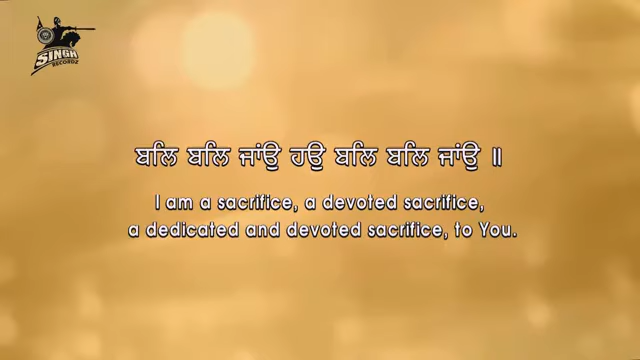 SINGH
RECORDZ
ਬਲਿ ਬਲਿ ਜਾਂਉ ਹਉ ਬਲਿ ਬਲਿ ਜਾਂਉ ॥
I am a sacrifice, a devoted sacrifice,
a dedicated and devoted sacrifice, to You.